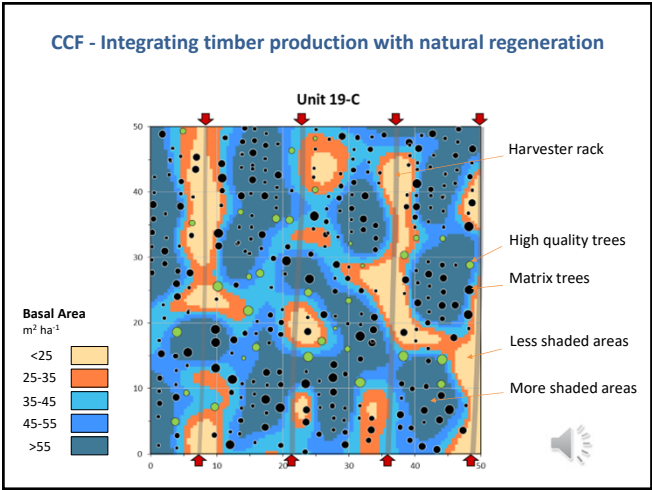 CCF - Integrating timber production with natural regeneration
Unit 19-C
50
40
30
20
10
0
0 10 20 30 40 50
Harvester rack
High quality trees
Matrix trees
Less shaded areas
More shaded areas
Basal Area
m² ha⁻¹
<25
25-35
35-45
45-55
>55